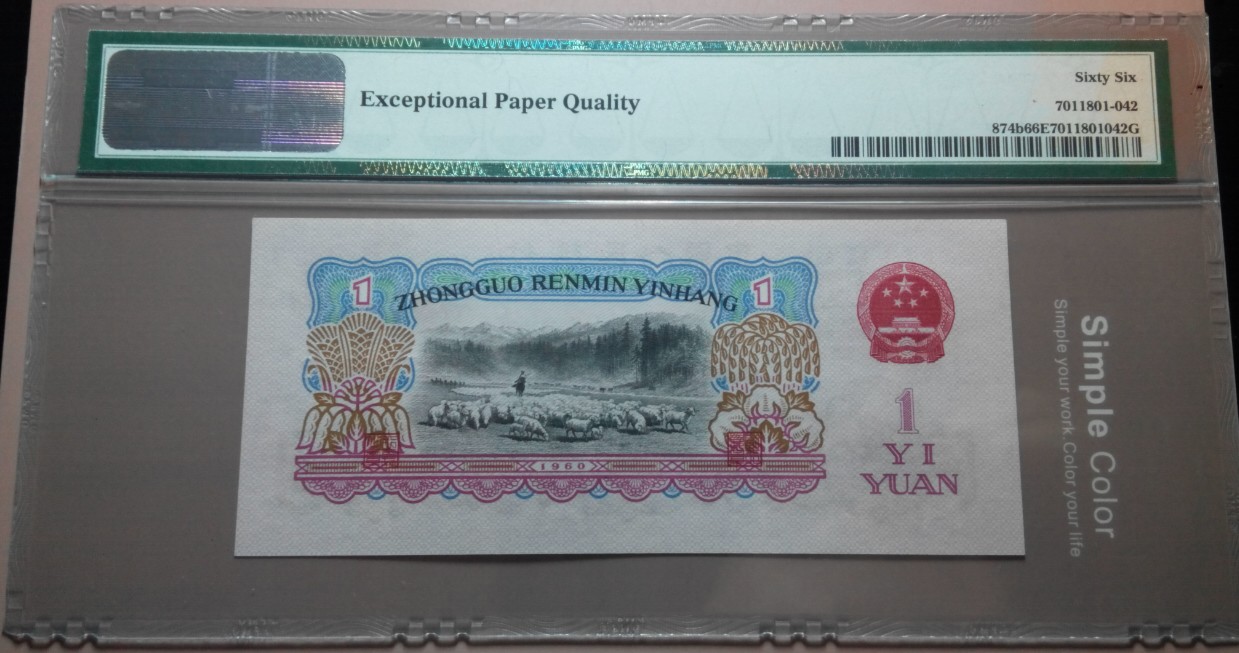 Sixty Six
Exceptional Paper Quality
7011801-042
874b66E7011801042G
PMG
1 ZHONGGUO RENMIN YINHANG 1
1
YI
YUAN
1960
Simple Color
Simple your work.Color your life